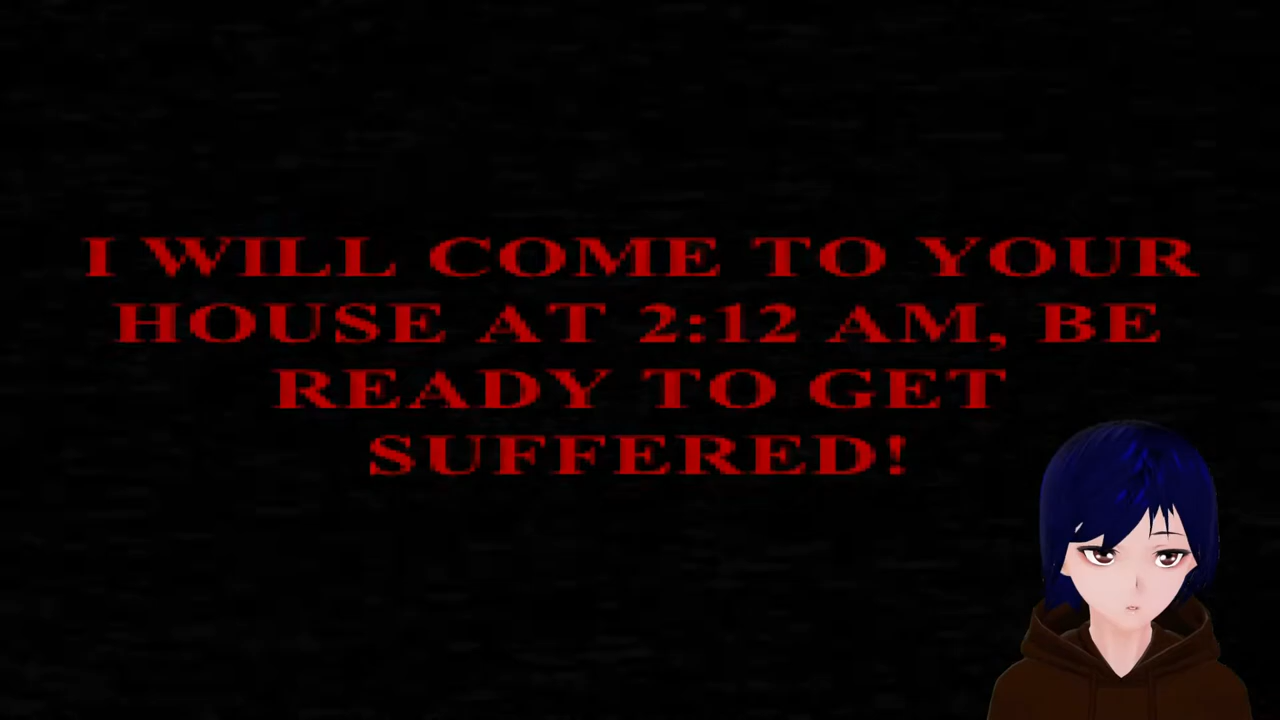 I WILL COME TO YOUR
HOUSE AT 2:12 AM, BE
READY TO GET
SUFFERED!